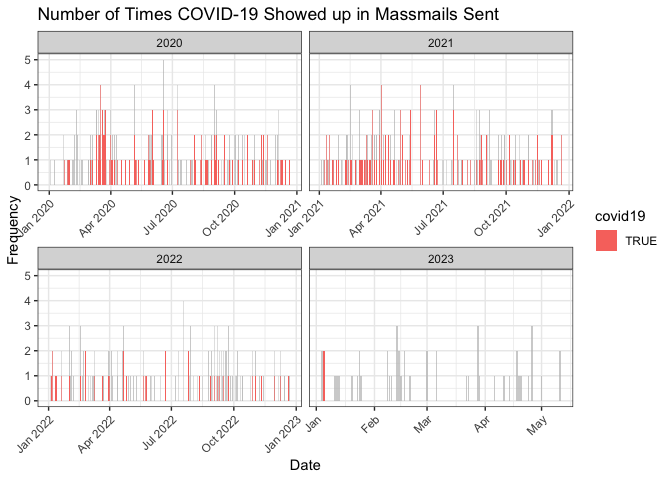 Number of Times COVID-19 Showed up in Massmails Sent
2020
2021
5
4
3
2
1
0
Jan 2020
Apr 2020
Jul 2020
Oct 2020
Jan 2021
Jan 2021
Apr 2021
Jul 2021
Oct 2021
Jan 2022
Frequency
covid19
TRUE
2022
2023
5
4
3
2
1
0
Jan 2022
Apr 2022
Jul 2022
Oct 2022
Jan 2023
Jan
Feb
Mar
Apr
May
Date